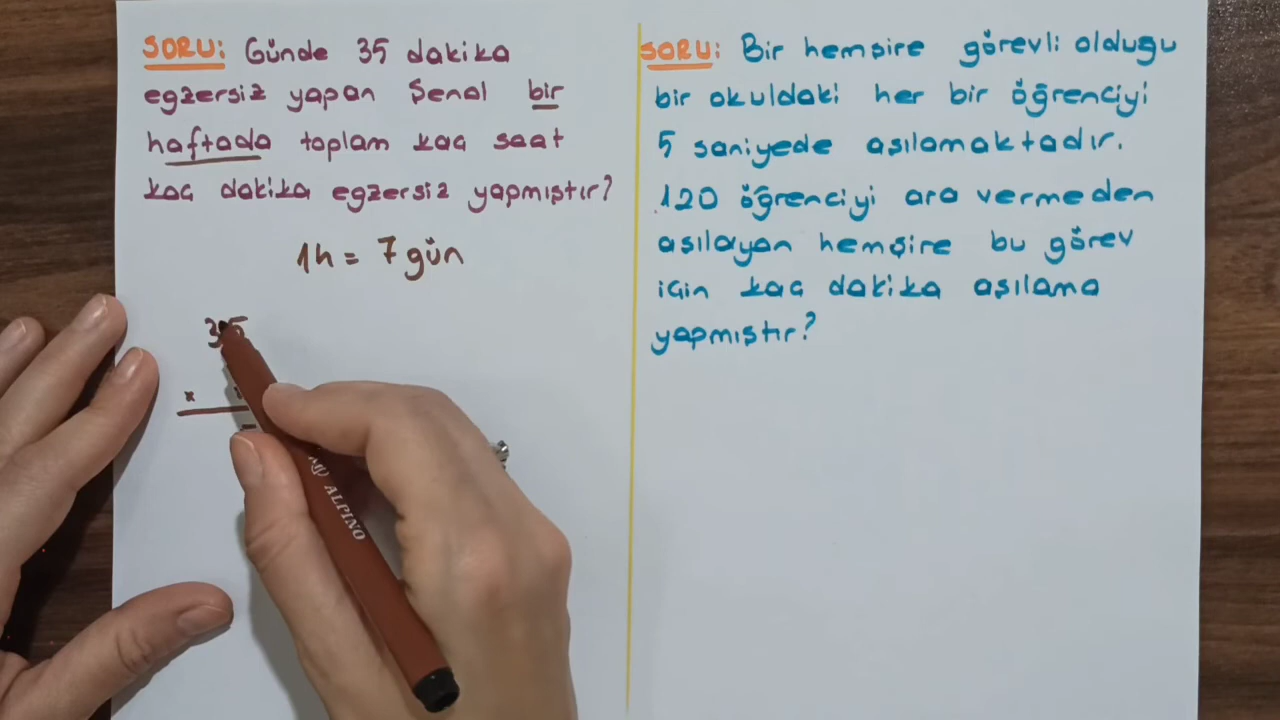 SORU: Günde 35 dakika
egzersiz yapan Şenal bir
haftada toplam kaç saat
kaç dakika egzersiz yapmıştır?
1h = 7 gün
35
x
ALPINO
SORU: Bir hemşire görevli olduğu
bir okuldaki her bir öğrenciyi
5 saniyede aşılamaktadır.
120 öğrenciyi ara vermeden
aşılayan hemşire bu görev
için kaç dakika aşılama
yapmıştır?